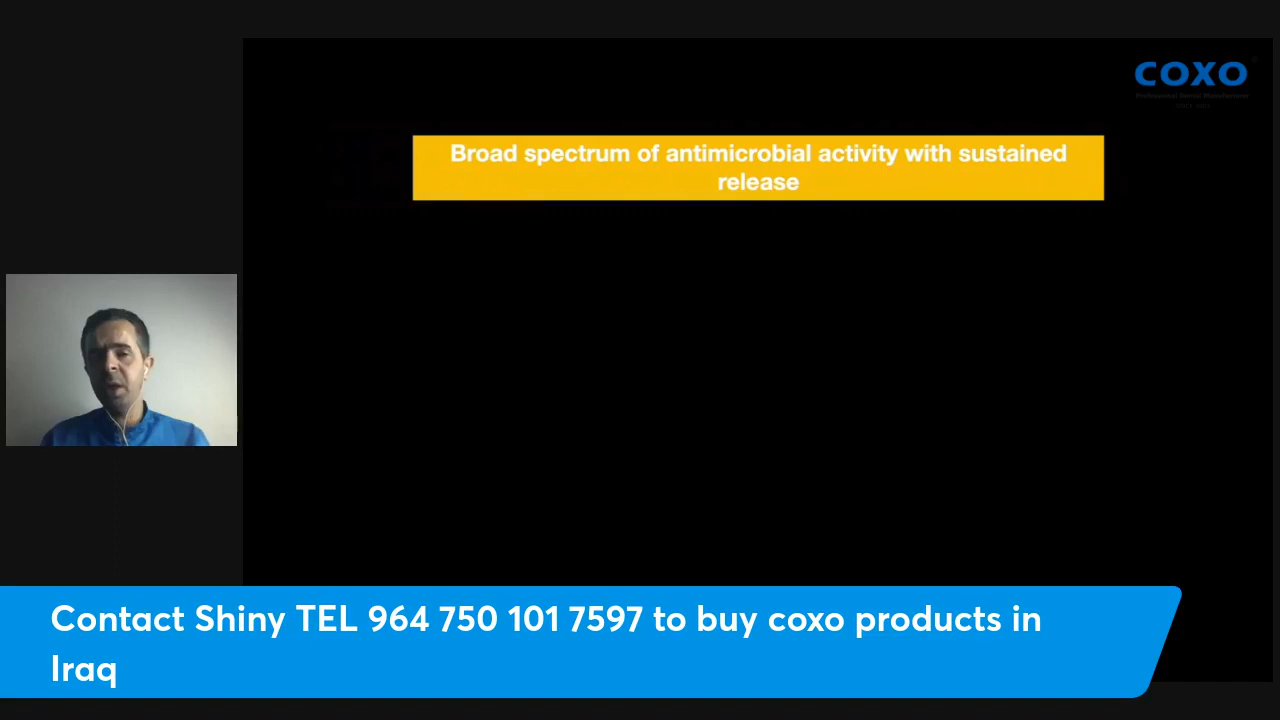 COXO
Broad spectrum of antimicrobial activity with sustained
release
Contact Shiny TEL 964 750 101 7597 to buy coxo products in
Iraq